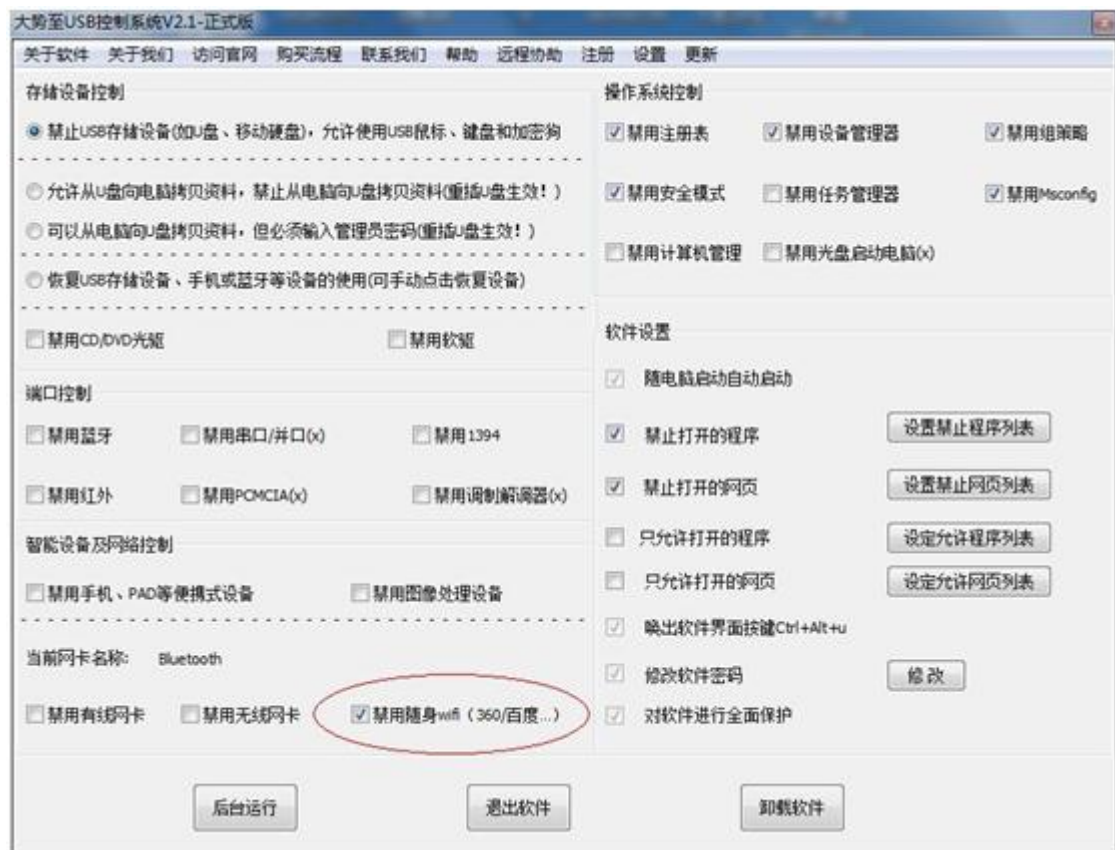 大势至USB控制系统V2.1-正式版
关于软件 关于我们 访问官网 购买流程 联系我们 帮助 远程协助 注册 设置 更新
存储设备控制
禁止USB存储设备(如U盘、移动硬盘)，允许使用USB鼠标、键盘和加密狗
允许从U盘向电脑拷贝资料，禁止从电脑向U盘拷贝资料(重插U盘生效！)
可以从电脑向U盘拷贝资料，但必须输入管理员密码(重插U盘生效！)
恢复USB存储设备、手机或蓝牙等设备的使用(可手动点击恢复设备)
禁用CD/DVD光驱 禁用软驱
端口控制
禁用蓝牙 禁用串口/并口(x) 禁用1394
禁用红外 禁用PCMCIA(x) 禁用调制解调器(x)
智能设备及网络控制
禁用手机、PAD等便携式设备 禁用图像处理设备
当前网卡名称: Bluetooth
禁用有线网卡 禁用无线网卡 禁用随身wifi（360/百度...）
操作系统控制
禁用注册表 禁用设备管理器 禁用组策略
禁用安全模式 禁用任务管理器 禁用Msconfig
禁用计算机管理 禁用光盘启动电脑(x)
软件设置
随电脑启动自动启动
禁止打开的程序 设置禁止程序列表
禁止打开的网页 设置禁止网页列表
只允许打开的程序 设定允许程序列表
只允许打开的网页 设定允许网页列表
唤出软件界面按键Ctrl+Alt+u
修改软件密码 修改
对软件进行全面保护
后台运行 退出软件 卸载软件